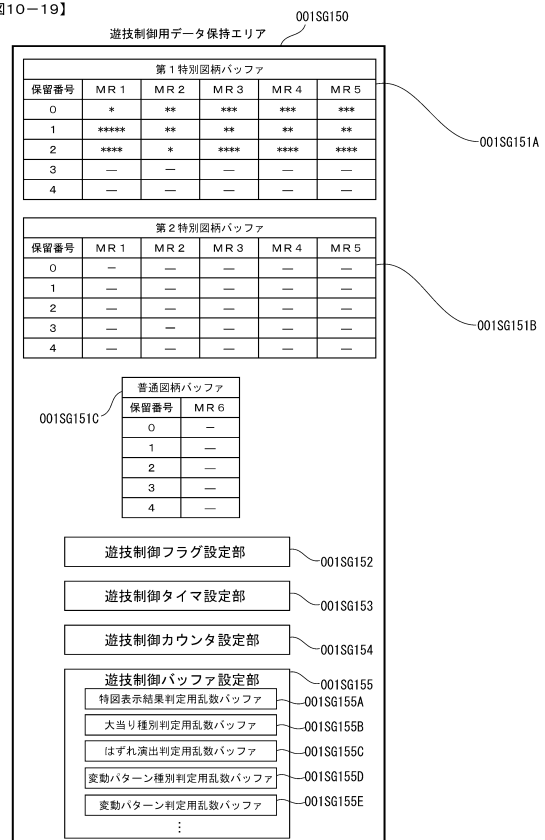 図10-19】
001SG150
遊技制御用データ保持エリア
第1特別図柄バッファ
保留番号 MR1 MR2 MR3 MR4 MR5
0 * ** *** *** ***
1 ***** ** ** ** **
2 **** * **** **** ****
3 — — — — —
4 — — — — —
001SG151A
第2特別図柄バッファ
保留番号 MR1 MR2 MR3 MR4 MR5
0 — — — — —
1 — — — — —
2 — — — — —
3 — — — — —
4 — — — — —
001SG151B
普通図柄バッファ
保留番号 MR6
0 —
1 —
2 —
3 —
4 —
001SG151C
遊技制御フラグ設定部
001SG152
遊技制御タイマ設定部
001SG153
遊技制御カウンタ設定部
001SG154
遊技制御バッファ設定部
001SG155
特図表示結果判定用乱数バッファ
001SG155A
大当り種別判定用乱数バッファ
001SG155B
はずれ演出判定用乱数バッファ
001SG155C
変動パターン種別判定用乱数バッファ
001SG155D
変動パターン判定用乱数バッファ
001SG155E
⋮